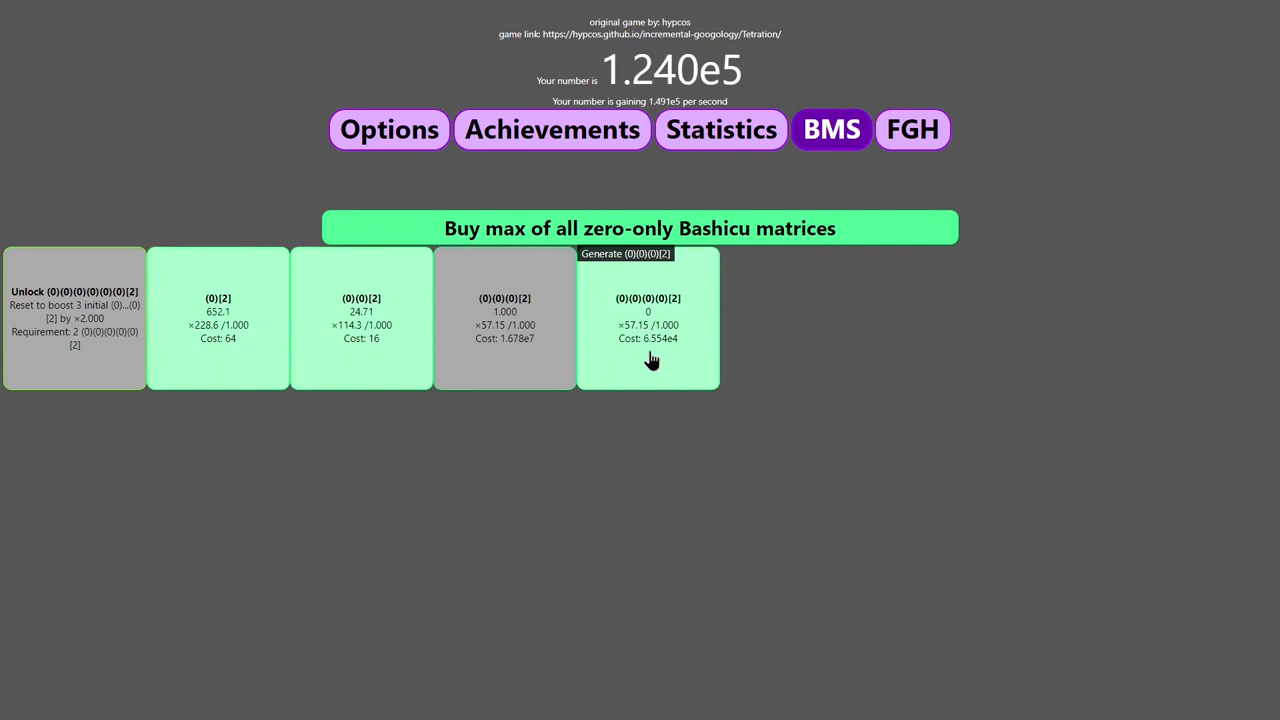 original game by: hypcos
game link: https://hypcos.github.io/incremental-googology/Tetration/
Your number is 1.240e5
Your number is gaining 1.491e5 per second
Options
Achievements
Statistics
BMS
FGH
Buy max of all zero-only Bashicu matrices
Generate (0)(0)(0)[2]
Unlock (0)(0)(0)(0)(0)(0)[2]
Reset to boost 3 initial (0)...(0)
[2] by ×2.000
Requirement: 2 (0)(0)(0)(0)(0)
[2]
(0)[2]
652.1
×228.6 /1.000
Cost: 64
(0)(0)[2]
24.71
×114.3 /1.000
Cost: 16
(0)(0)(0)[2]
1.000
×57.15 /1.000
Cost: 1.678e7
(0)(0)(0)(0)[2]
0
×57.15 /1.000
Cost: 6.554e4